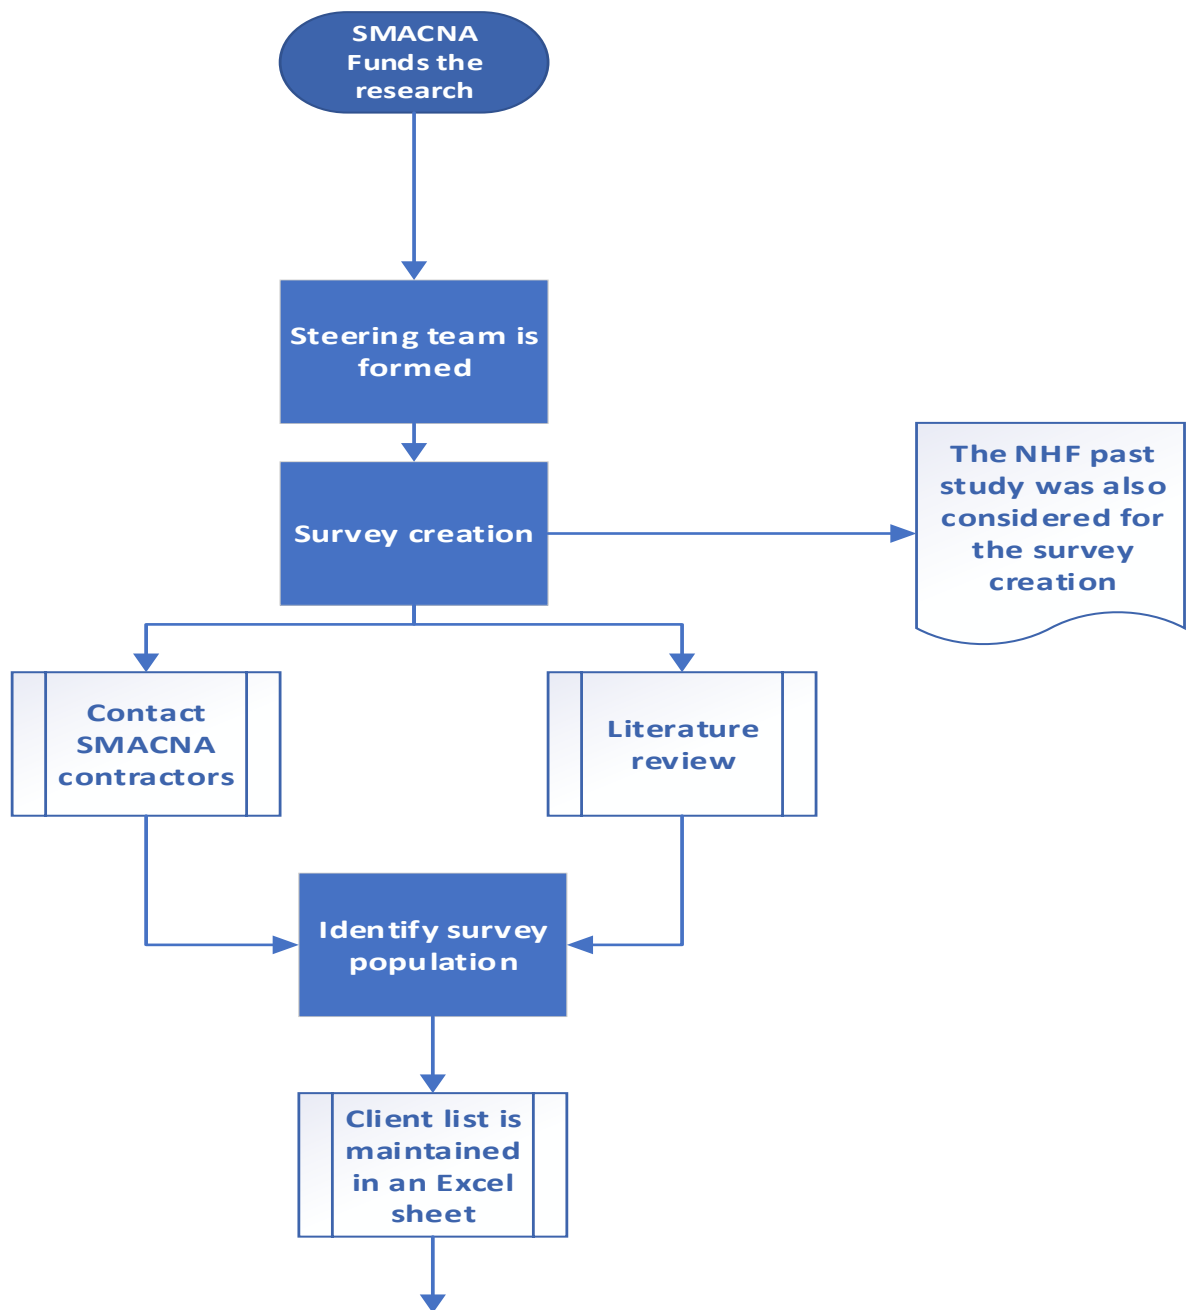 SMACNA
Funds the
research
Steering team is
formed
Survey creation
The NHF past
study was also
considered for
the survey
creation
Contact
SMACNA
contractors
Literature
review
Identify survey
population
Client list is
maintained
in an Excel
sheet